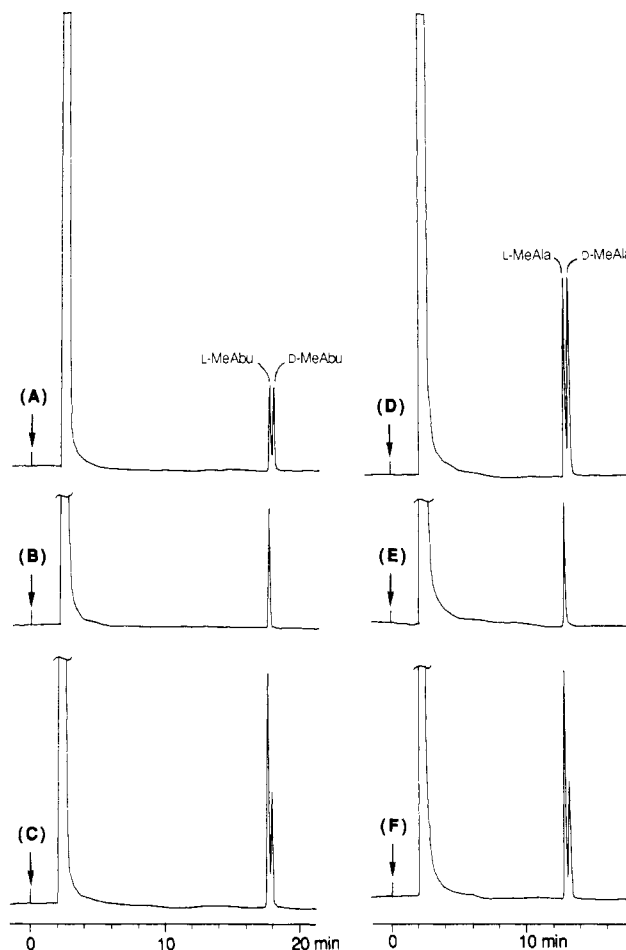 L-MeAbu D-MeAbu
(A)
(B)
(C)
0 10 20 min
L-MeAla D-MeAla
(D)
(E)
(F)
0 10 min